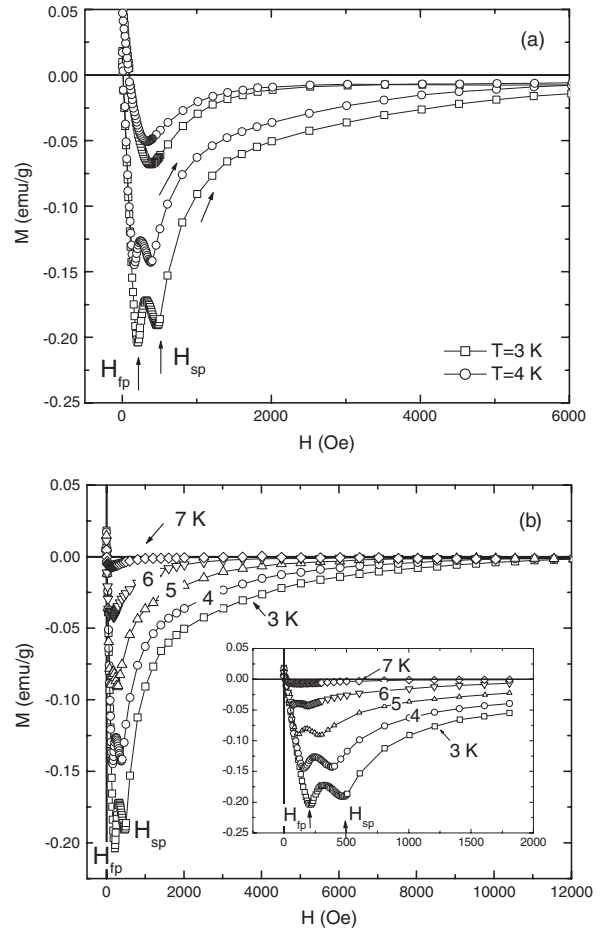 (a)
0.05
0.00
-0.05
-0.10
-0.15
-0.20
-0.25
M (emu/g)
H_fp
H_sp
T=3 K
T=4 K
0
2000
4000
6000
H (Oe)
(b)
0.05
0.00
-0.05
-0.10
-0.15
-0.20
M (emu/g)
7 K
6
5
4
3 K
H_fp
H_sp
0.05
0.00
-0.05
-0.10
-0.15
-0.20
-0.25
7 K
6
5
4
3 K
H_fp
H_sp
0
500
1000
1500
2000
0
2000
4000
6000
8000
10000
12000
H (Oe)